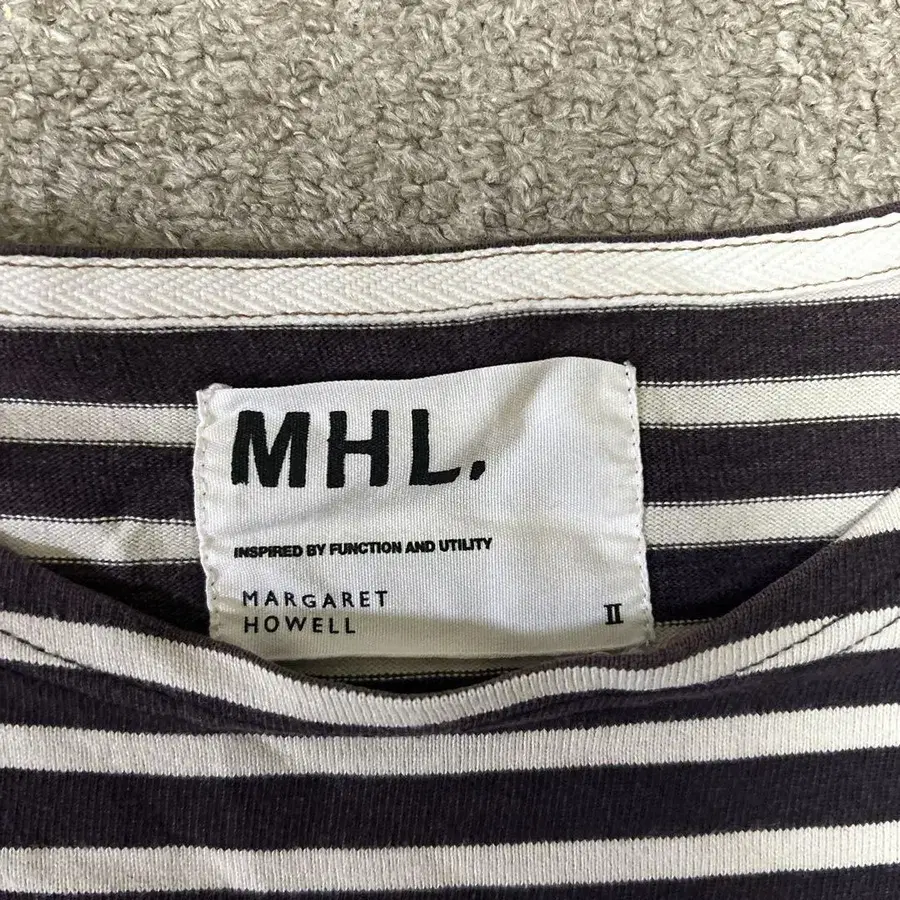 MHL.
INSPIRED BY FUNCTION AND UTILITY
MARGARET
HOWELL
II